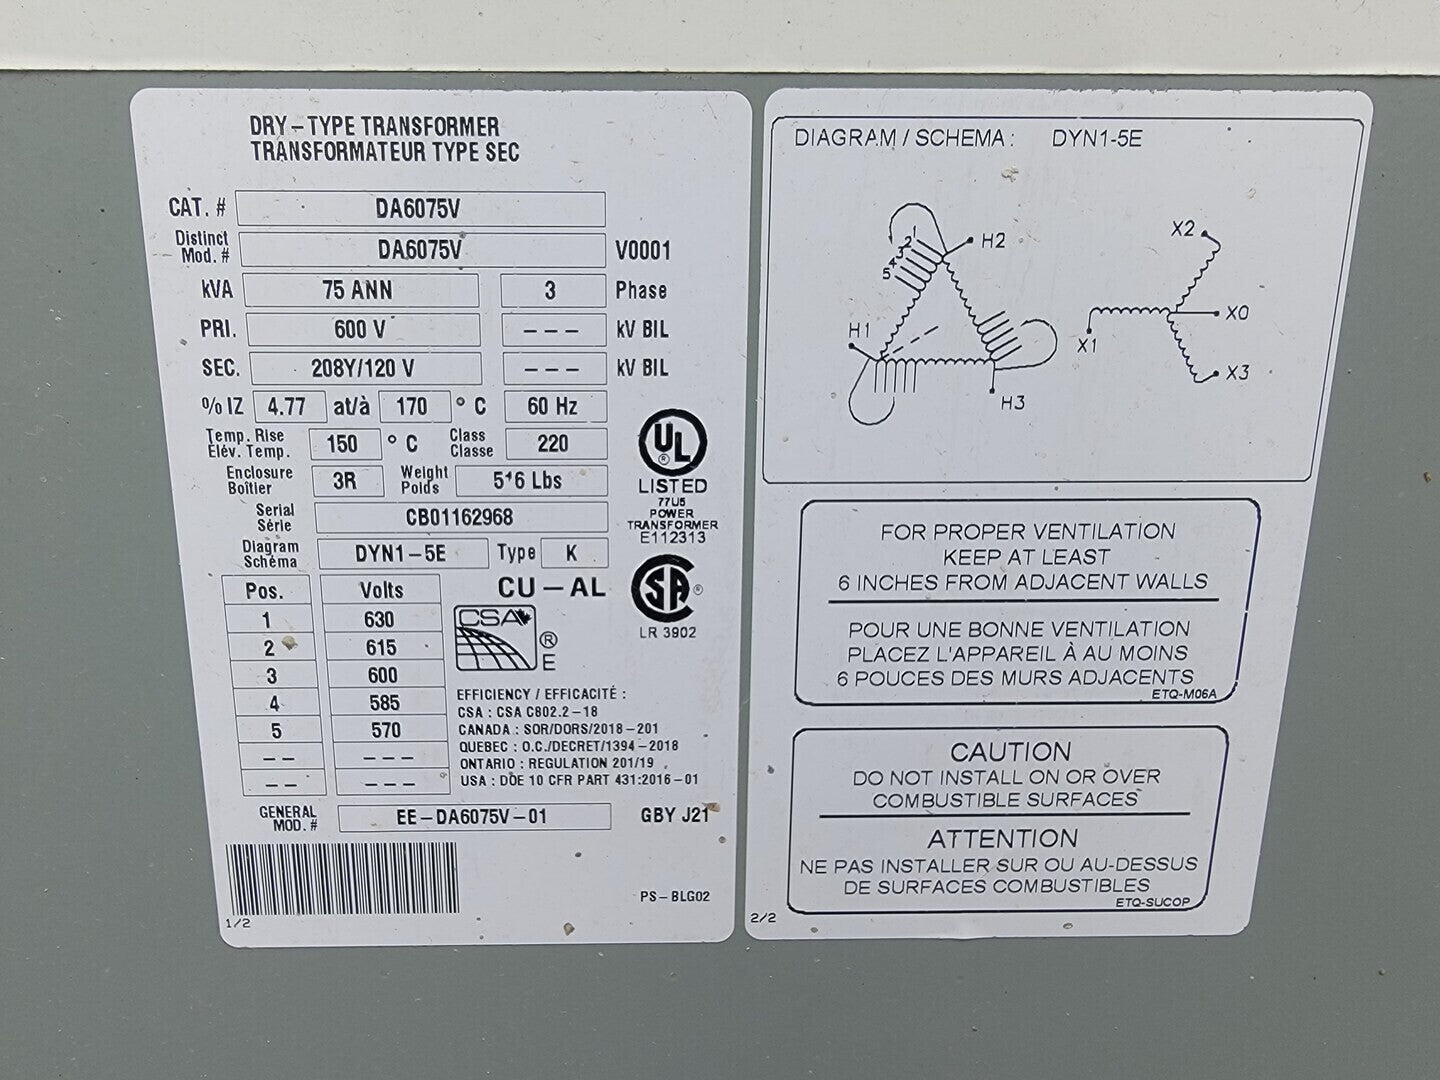 DRY-TYPE TRANSFORMER
TRANSFORMATEUR TYPE SEC
CAT. # DA6075V
Distinct Mod. # DA6075V V0001
kVA 75 ANN 3 Phase
PRI. 600 V --- kV BIL
SEC. 208Y/120 V --- kV BIL
% IZ 4.77 at/à 170 ° C 60 Hz
Temp. Rise Élév. Temp. 150 ° C Class Classe 220
Enclosure Boîtier 3R Weight Poids Lbs
Serial Série CB01162968
Diagram Schéma DYN1-5E Type K
Pos. Volts
1 630
2 615
3 600
4 585
5 570
-- ---
-- ---
CU-AL
UL
®
LISTED
77U5
POWER
TRANSFORMER
E112313
SA ®
LR 3902
CSA
®
E
EFFICIENCY / EFFICACITÉ :
CSA : CSA C802.2-18
CANADA : SOR/DORS/2018-201
QUEBEC : O.C./DECRET/1394-2018
ONTARIO : REGULATION 201/19
USA : DOE 10 CFR PART 431:2016-01
GENERAL MOD. # EE-DA6075V-01 GBY J21
PS-BLG02
1/2
DIAGRAM / SCHEMA : DYN1-5E
1
2
3
4
5
H2
H1
H3
X2
X0
X1
X3
FOR PROPER VENTILATION
KEEP AT LEAST
6 INCHES FROM ADJACENT WALLS
POUR UNE BONNE VENTILATION
PLACEZ L'APPAREIL À AU MOINS
6 POUCES DES MURS ADJACENTS
ETQ-M06A
CAUTION
DO NOT INSTALL ON OR OVER
COMBUSTIBLE SURFACES
ATTENTION
NE PAS INSTALLER SUR OU AU-DESSUS
DE SURFACES COMBUSTIBLES
ETQ-SUCOP
2/2